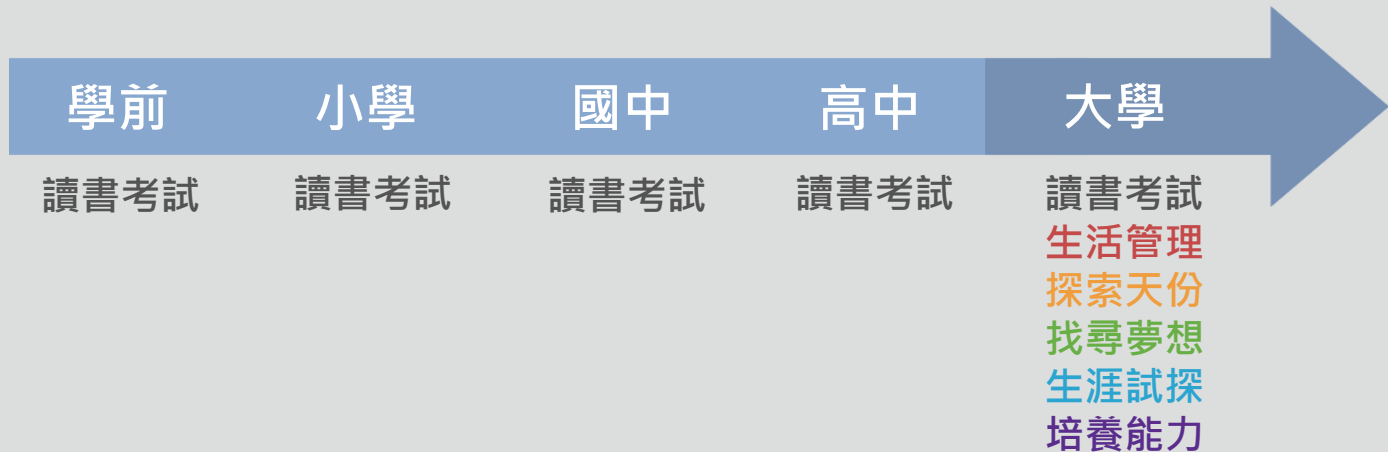 學前 小學 國中 高中 大學
讀書考試 讀書考試 讀書考試 讀書考試 讀書考試
生活管理
探索天份
找尋夢想
生涯試探
培養能力